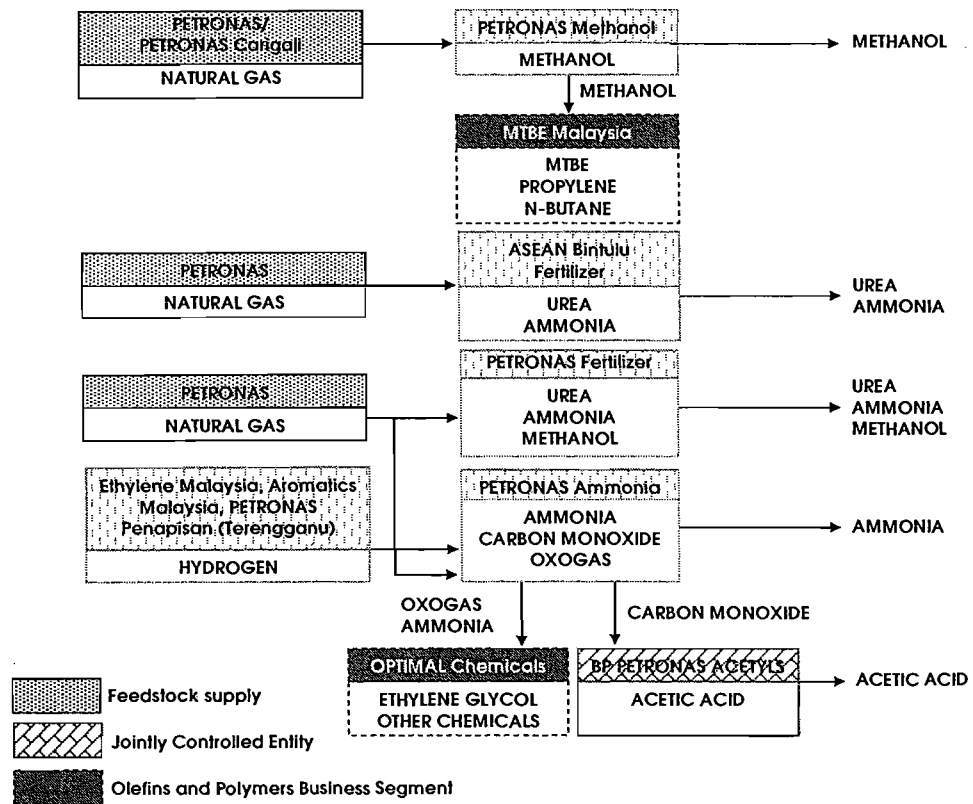 PETRONAS/
PETRONAS Carigali
NATURAL GAS
PETRONAS Methanol
METHANOL
METHANOL
METHANOL
MTBE Malaysia
MTBE
PROPYLENE
N-BUTANE
PETRONAS
NATURAL GAS
ASEAN Bintulu
Fertilizer
UREA
AMMONIA
UREA
AMMONIA
PETRONAS
NATURAL GAS
PETRONAS Fertilizer
UREA
AMMONIA
METHANOL
UREA
AMMONIA
METHANOL
Ethylene Malaysia, Aromatics
Malaysia, PETRONAS
Penapisan (Terengganu)
HYDROGEN
PETRONAS Ammonia
AMMONIA
CARBON MONOXIDE
OXOGAS
AMMONIA
OXOGAS
AMMONIA
CARBON MONOXIDE
OPTIMAL Chemicals
ETHYLENE GLYCOL
OTHER CHEMICALS
BP PETRONAS ACETYLS
ACETIC ACID
ACETIC ACID
Feedstock supply
Jointly Controlled Entity
Olefins and Polymers Business Segment